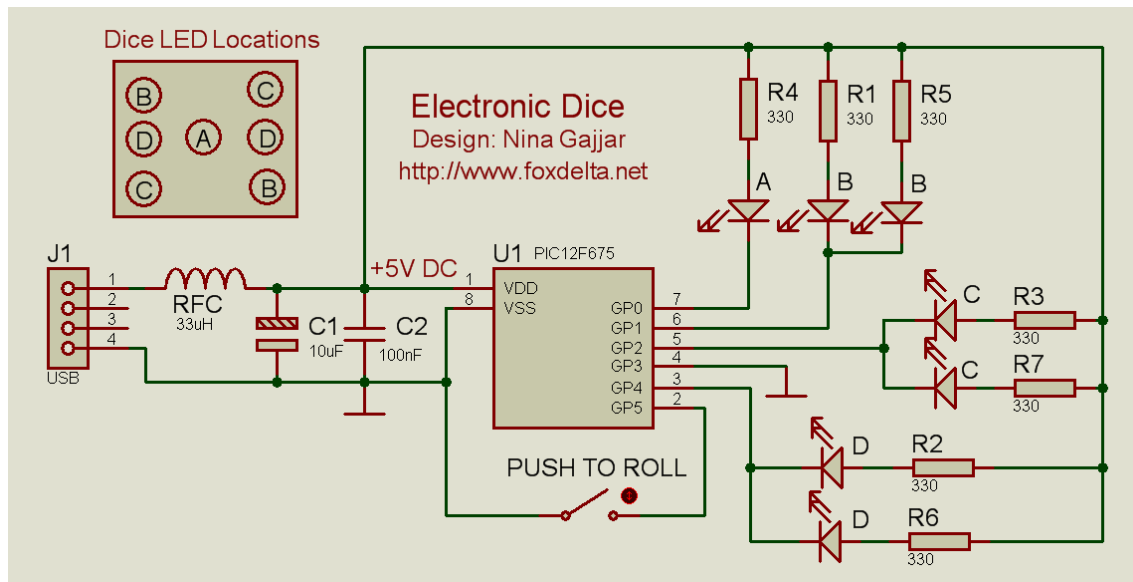 Dice LED Locations
B
C
D
A
D
C
B
Electronic Dice
Design: Nina Gajjar
http://www.foxdelta.net
R4
330
R1
330
R5
330
A
B
B
J1
1
2
3
4
USB
RFC
33uH
C1
10uF
C2
100nF
+5V DC
U1
PIC12F675
1
8
VDD
VSS
GP0
GP1
GP2
GP3
GP4
GP5
7
6
5
4
3
2
C
R3
330
C
R7
330
D
R2
330
D
R6
330
PUSH TO ROLL